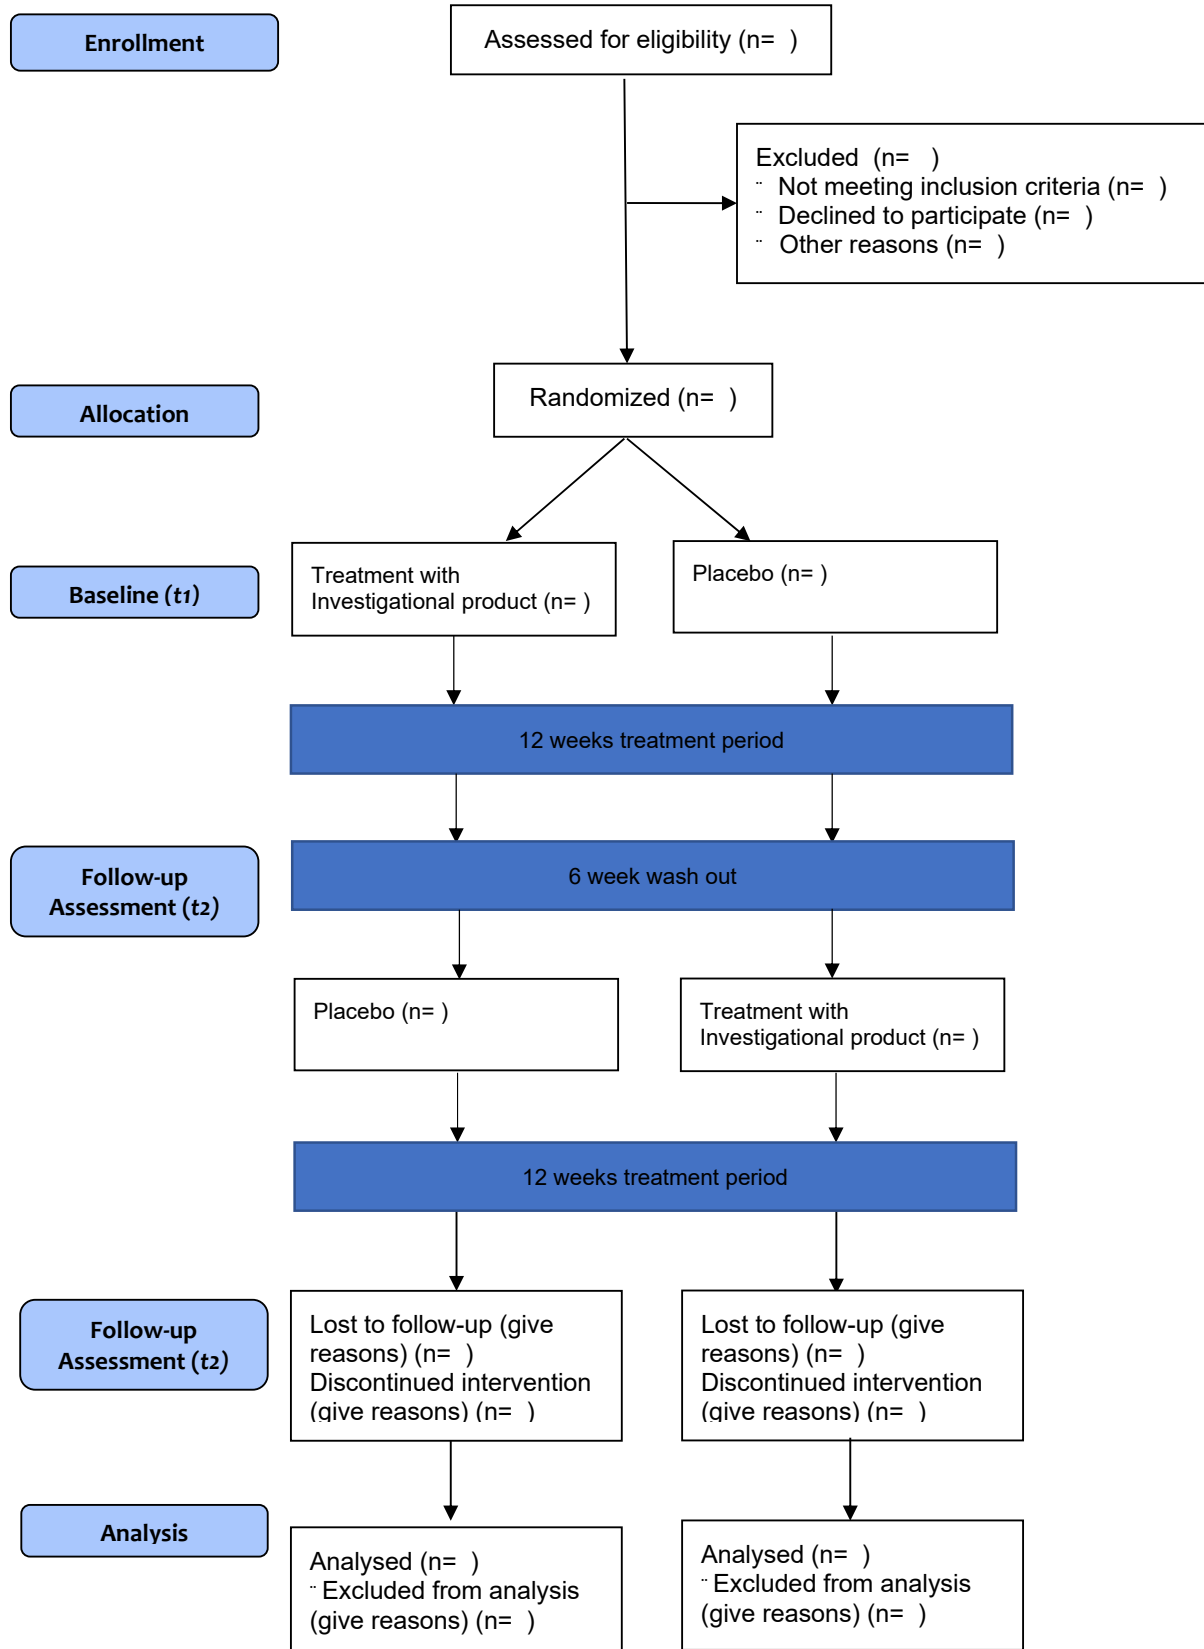 Enrollment
Assessed for eligibility (n=  )
Excluded  (n=   )
¨  Not meeting inclusion criteria (n=  )
¨  Declined to participate (n=  )
¨  Other reasons (n=  )
Allocation
Randomized (n=  )
Baseline (t1)
Treatment with
Investigational product (n= )
Placebo (n= )
12 weeks treatment period
Follow-up
Assessment (t2)
6 week wash out
Placebo (n= )
Treatment with
Investigational product (n= )
12 weeks treatment period
Follow-up
Assessment (t2)
Lost to follow-up (give
reasons) (n=  )
Discontinued intervention
(give reasons) (n=  )
Lost to follow-up (give
reasons) (n=  )
Discontinued intervention
(give reasons) (n=  )
Analysis
Analysed (n=  )
¨ Excluded from analysis
(give reasons) (n=  )
Analysed (n=  )
¨ Excluded from analysis
(give reasons) (n=  )